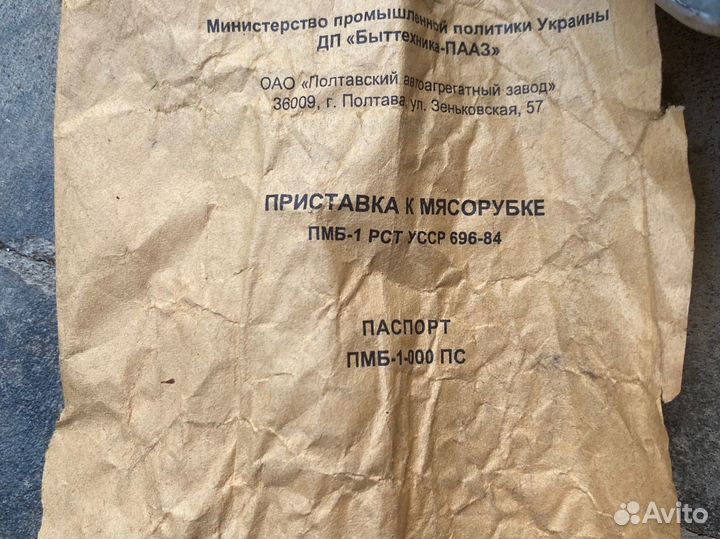 Министерство промышленной политики Украины
ДП «Быттехника-ПААЗ»
ОАО «Полтавский автоагрегатный завод»
36009, г. Полтава, ул. Зеньковская, 57
ПРИСТАВКА К МЯСОРУБКЕ
ПМБ-1 РСТ УССР 696-84
ПАСПОРТ
ПМБ-1-000 ПС
Avito